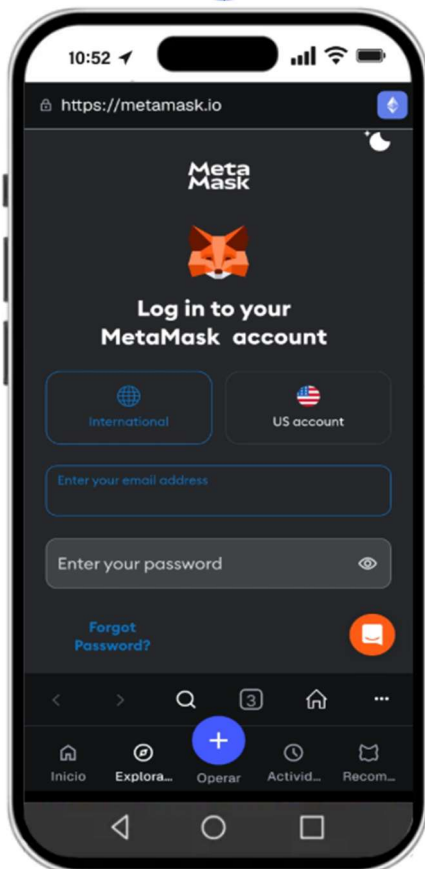 10:52
https://metamask.io
Meta
Mask
Log in to your
MetaMask account
International
US account
Enter your email address
Enter your password
Forgot
Password?
3
Inicio
Explora...
Operar
Activid...
Recom...